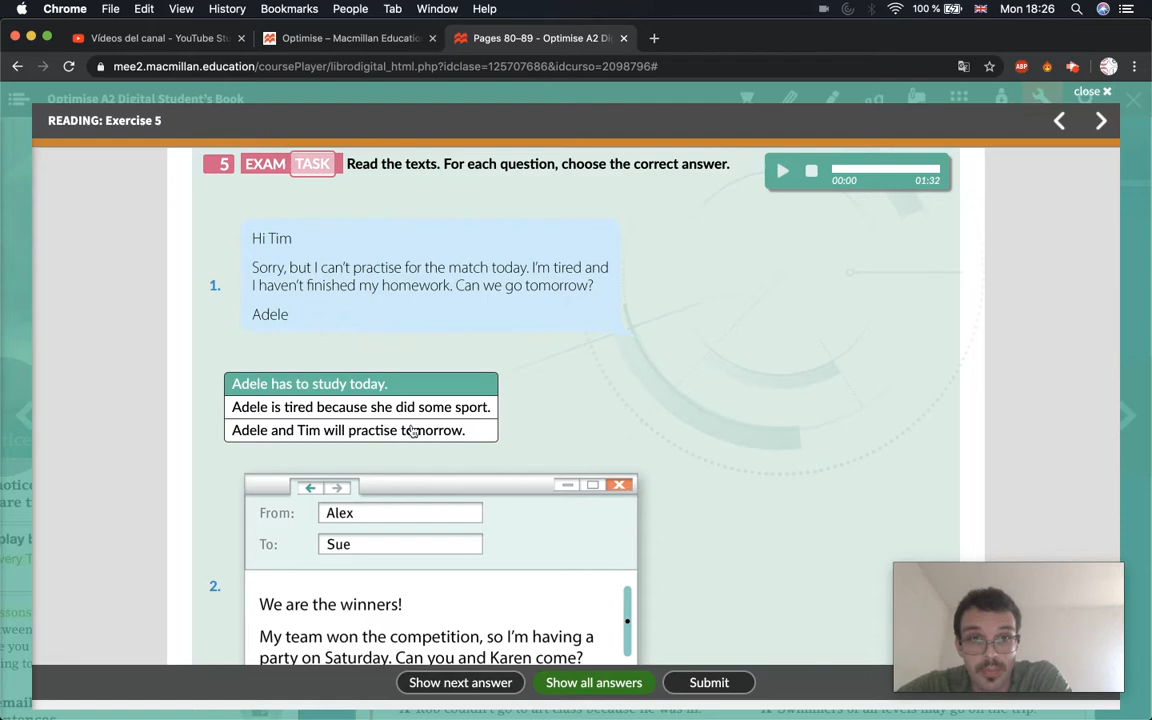 Chrome File Edit View History Bookmarks People Tab Window Help 100 % Mon 18:26
Vídeos del canal - YouTube Stu
Optimise – Macmillan Educatio
Pages 80–89 - Optimise A2 Di
mee2.macmillan.education/coursePlayer/librodigital_html.php?idclase=125707686&idcurso=2098796#
ABP
Optimise A2 Digital Student's Book
close
READING: Exercise 5
5 EXAM TASK Read the texts. For each question, choose the correct answer.
00:00 01:32
Hi Tim
Sorry, but I can't practise for the match today. I'm tired and
1. I haven't finished my homework. Can we go tomorrow?
Adele
Adele has to study today.
Adele is tired because she did some sport.
Adele and Tim will practise tomorrow.
From: Alex
To: Sue
2.
We are the winners!
My team won the competition, so I'm having a
party on Saturday. Can you and Karen come?
Show next answer Show all answers Submit